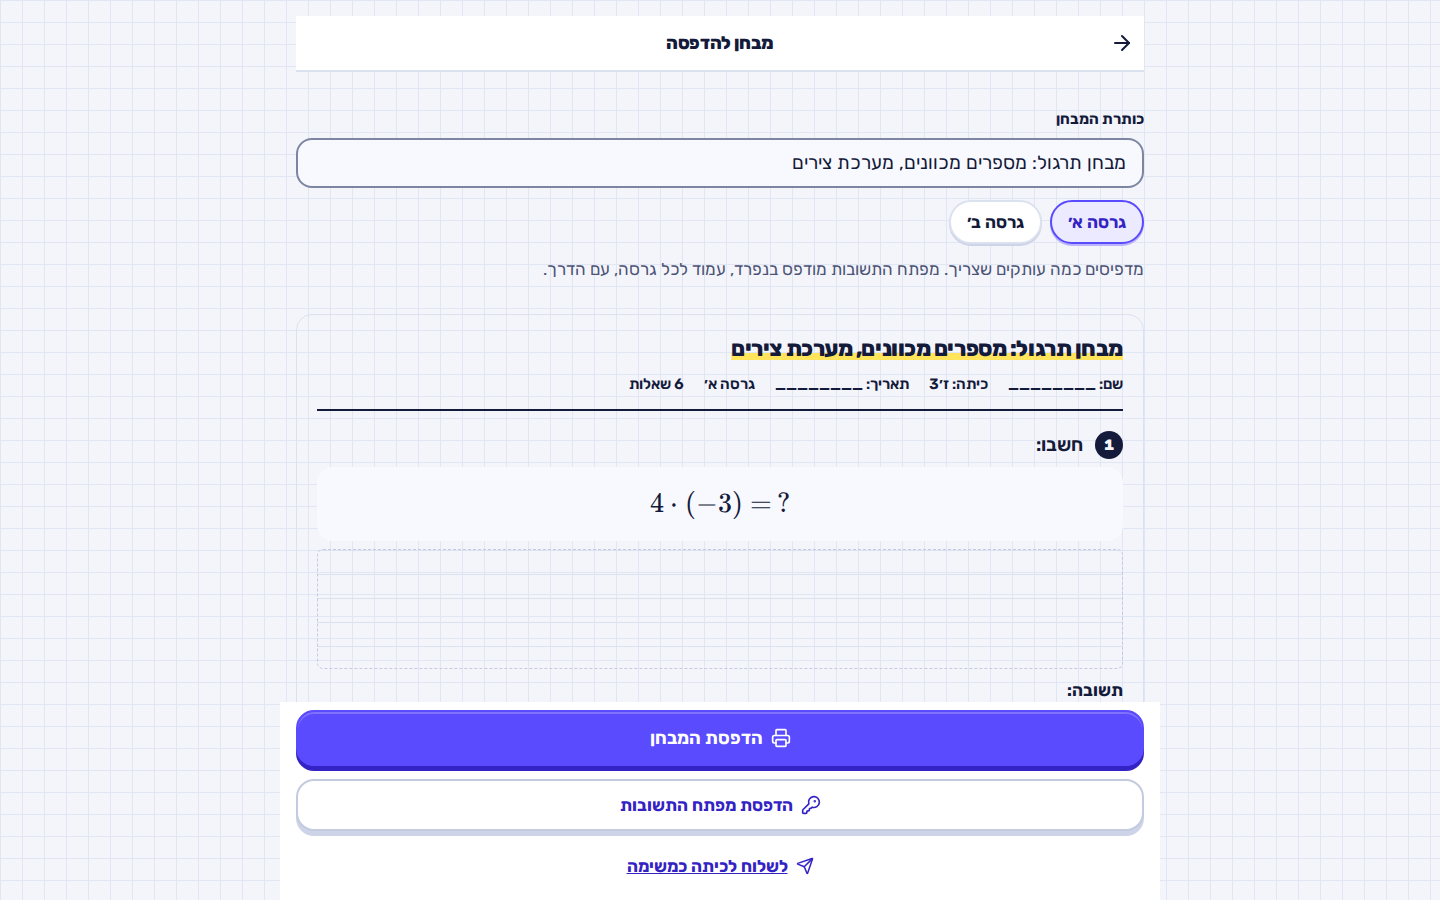 מבחן להדפסה
כותרת המבחן
מבחן תרגול: מספרים מכוונים, מערכת צירים
גרסה א׳ גרסה ב׳
מדפיסים כמה עותקים שצריך. מפתח התשובות מודפס בנפרד, עמוד לכל גרסה, עם הדרך.
מבחן תרגול: מספרים מכוונים, מערכת צירים
שם: ________ כיתה: ז׳3 תאריך: ________ גרסה א׳ 6 שאלות
1 חשבו:
4 · (−3) = ?
תשובה:
הדפסת המבחן
הדפסת מפתח התשובות
לשלוח לכיתה כמשימה